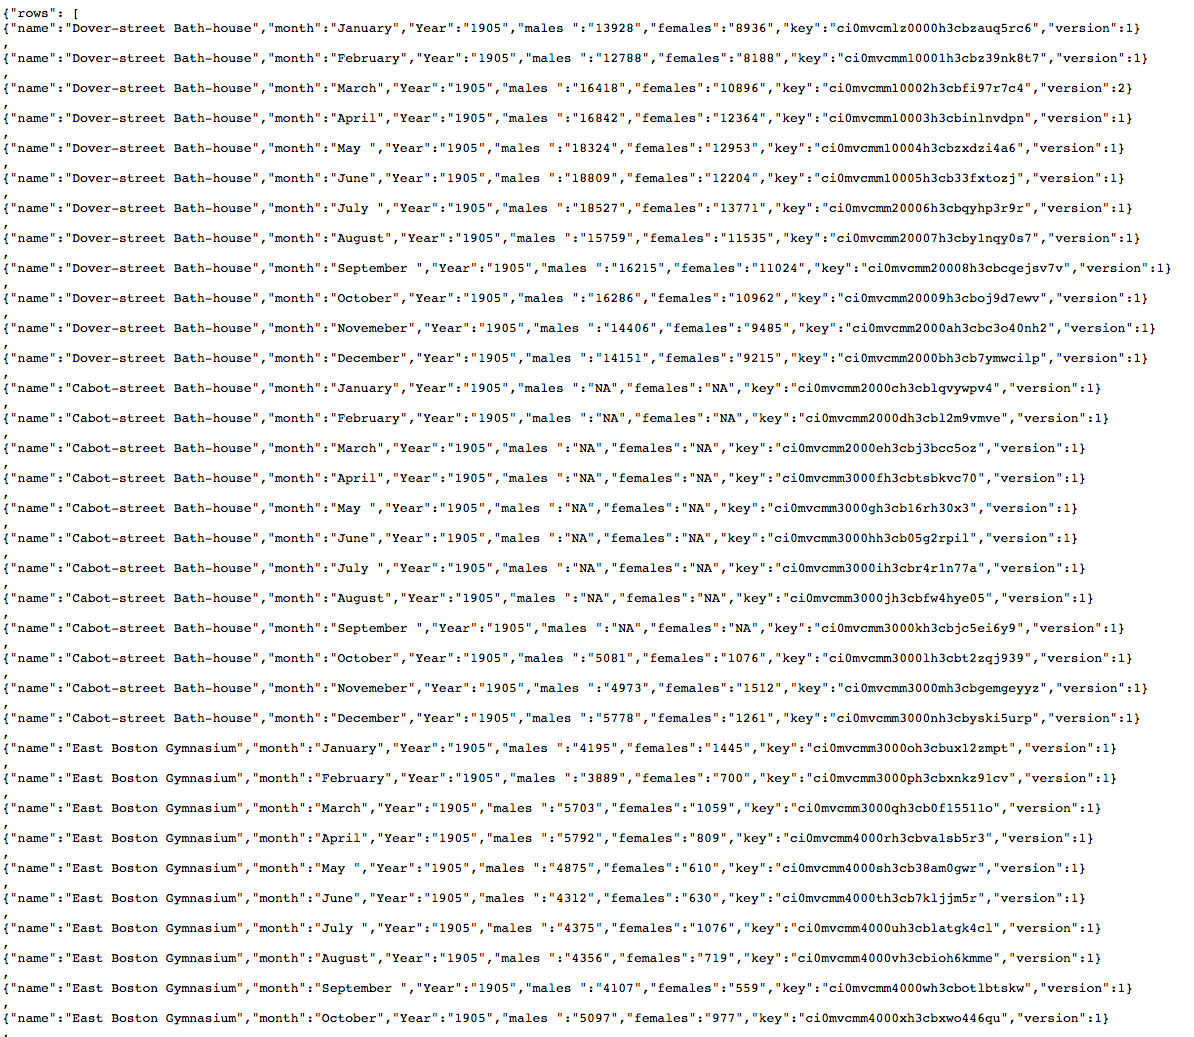 {"rows": [
{"name":"Dover-street Bath-house","month":"January","Year":"1905","males ":"13928","females":"8936","key":"ci0mvcmlz0000h3cbzauq5rc6","version":1}
,
{"name":"Dover-street Bath-house","month":"February","Year":"1905","males ":"12788","females":"8188","key":"ci0mvcmm10001h3cbz39nk8t7","version":1}
,
{"name":"Dover-street Bath-house","month":"March","Year":"1905","males ":"16418","females":"10896","key":"ci0mvcmm10002h3cbfi97r7c4","version":2}
,
{"name":"Dover-street Bath-house","month":"April","Year":"1905","males ":"16842","females":"12364","key":"ci0mvcmm10003h3cbinlnvdpn","version":1}
,
{"name":"Dover-street Bath-house","month":"May ","Year":"1905","males ":"18324","females":"12953","key":"ci0mvcmm10004h3cbzxdzi4a6","version":1}
,
{"name":"Dover-street Bath-house","month":"June","Year":"1905","males ":"18809","females":"12204","key":"ci0mvcmm10005h3cb33fxtozj","version":1}
,
{"name":"Dover-street Bath-house","month":"July ","Year":"1905","males ":"18527","females":"13771","key":"ci0mvcmm20006h3cbqyhp3r9r","version":1}
,
{"name":"Dover-street Bath-house","month":"August","Year":"1905","males ":"15759","females":"11535","key":"ci0mvcmm20007h3cbylnqy0s7","version":1}
,
{"name":"Dover-street Bath-house","month":"September ","Year":"1905","males ":"16215","females":"11024","key":"ci0mvcmm20008h3cbcqejsv7v","version":1}
,
{"name":"Dover-street Bath-house","month":"October","Year":"1905","males ":"16286","females":"10962","key":"ci0mvcmm20009h3cboj9d7ewv","version":1}
,
{"name":"Dover-street Bath-house","month":"Novemeber","Year":"1905","males ":"14406","females":"9485","key":"ci0mvcmm2000ah3cbc3o40nh2","version":1}
,
{"name":"Dover-street Bath-house","month":"December","Year":"1905","males ":"14151","females":"9215","key":"ci0mvcmm2000bh3cb7ymwcilp","version":1}
,
{"name":"Cabot-street Bath-house","month":"January","Year":"1905","males ":"NA","females":"NA","key":"ci0mvcmm2000ch3cblqvywpv4","version":1}
,
{"name":"Cabot-street Bath-house","month":"February","Year":"1905","males ":"NA","females":"NA","key":"ci0mvcmm2000dh3cbl2m9vmve","version":1}
,
{"name":"Cabot-street Bath-house","month":"March","Year":"1905","males ":"NA","females":"NA","key":"ci0mvcmm2000eh3cbj3bcc5oz","version":1}
,
{"name":"Cabot-street Bath-house","month":"April","Year":"1905","males ":"NA","females":"NA","key":"ci0mvcmm3000fh3cbtsbkvc70","version":1}
,
{"name":"Cabot-street Bath-house","month":"May ","Year":"1905","males ":"NA","females":"NA","key":"ci0mvcmm3000gh3cb16rh30x3","version":1}
,
{"name":"Cabot-street Bath-house","month":"June","Year":"1905","males ":"NA","females":"NA","key":"ci0mvcmm3000hh3cb05g2rpil","version":1}
,
{"name":"Cabot-street Bath-house","month":"July ","Year":"1905","males ":"NA","females":"NA","key":"ci0mvcmm3000ih3cbr4r1n77a","version":1}
,
{"name":"Cabot-street Bath-house","month":"August","Year":"1905","males ":"NA","females":"NA","key":"ci0mvcmm3000jh3cbfw4hye05","version":1}
,
{"name":"Cabot-street Bath-house","month":"September ","Year":"1905","males ":"NA","females":"NA","key":"ci0mvcmm3000kh3cbjc5ei6y9","version":1}
,
{"name":"Cabot-street Bath-house","month":"October","Year":"1905","males ":"5081","females":"1076","key":"ci0mvcmm3000lh3cbt2zqj939","version":1}
,
{"name":"Cabot-street Bath-house","month":"Novemeber","Year":"1905","males ":"4973","females":"1512","key":"ci0mvcmm3000mh3cbgemgeyyz","version":1}
,
{"name":"Cabot-street Bath-house","month":"December","Year":"1905","males ":"5778","females":"1261","key":"ci0mvcmm3000nh3cbyski5urp","version":1}
,
{"name":"East Boston Gymnasium","month":"January","Year":"1905","males ":"4195","females":"1445","key":"ci0mvcmm3000oh3cbuxl2zmpt","version":1}
,
{"name":"East Boston Gymnasium","month":"February","Year":"1905","males ":"3889","females":"700","key":"ci0mvcmm3000ph3cbxnkz91cv","version":1}
,
{"name":"East Boston Gymnasium","month":"March","Year":"1905","males ":"5703","females":"1059","key":"ci0mvcmm3000qh3cb0f15511o","version":1}
,
{"name":"East Boston Gymnasium","month":"April","Year":"1905","males ":"5792","females":"809","key":"ci0mvcmm4000rh3cbva1sb5r3","version":1}
,
{"name":"East Boston Gymnasium","month":"May ","Year":"1905","males ":"4875","females":"610","key":"ci0mvcmm4000sh3cb38am0gwr","version":1}
,
{"name":"East Boston Gymnasium","month":"June","Year":"1905","males ":"4312","females":"630","key":"ci0mvcmm4000th3cb7kljjm5r","version":1}
,
{"name":"East Boston Gymnasium","month":"July ","Year":"1905","males ":"4375","females":"1076","key":"ci0mvcmm4000uh3cblatgk4cl","version":1}
,
{"name":"East Boston Gymnasium","month":"August","Year":"1905","males ":"4356","females":"719","key":"ci0mvcmm4000vh3cbioh6kmme","version":1}
,
{"name":"East Boston Gymnasium","month":"September ","Year":"1905","males ":"4107","females":"559","key":"ci0mvcmm4000wh3cbotlbtskw","version":1}
,
{"name":"East Boston Gymnasium","month":"October","Year":"1905","males ":"5097","females":"977","key":"ci0mvcmm4000xh3cbxwo446qu","version":1}
,